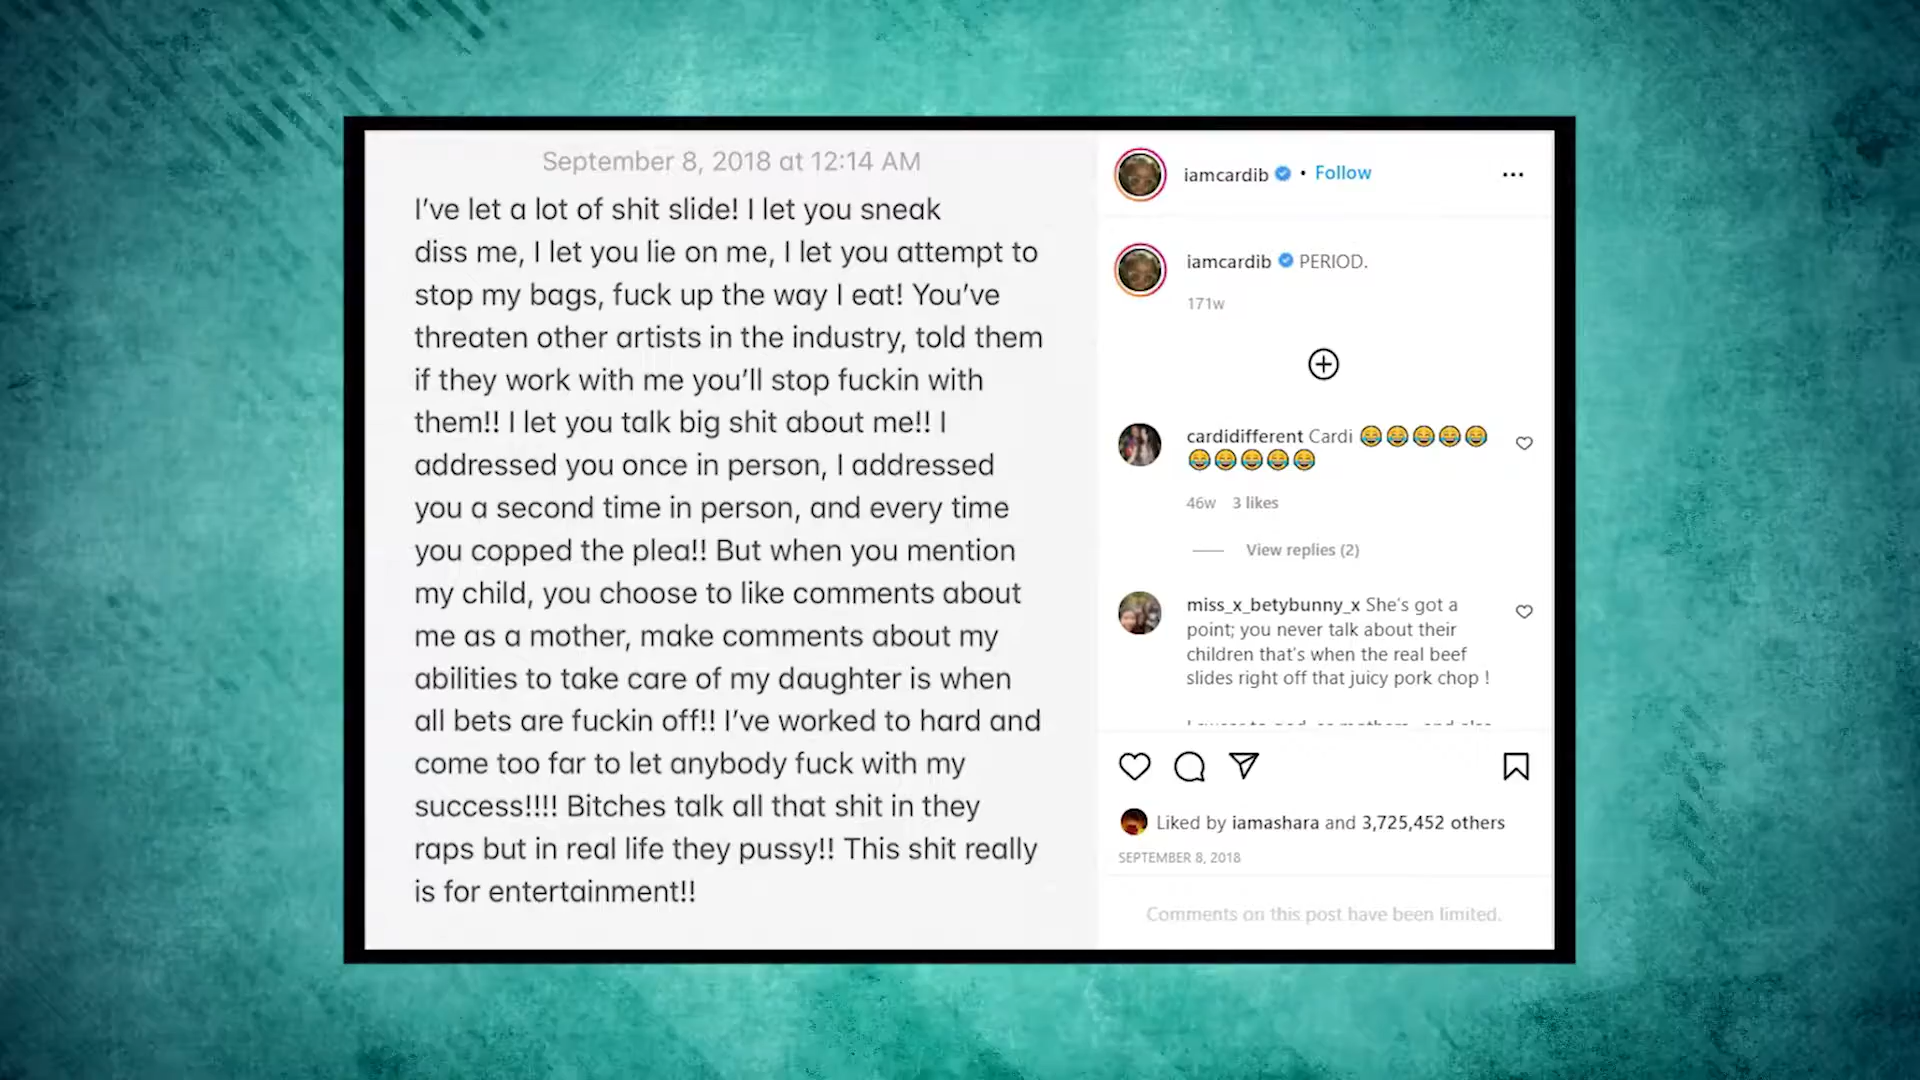 September 8, 2018 at 12:14 AM
I’ve let a lot of shit slide! I let you sneak
diss me, I let you lie on me, I let you attempt to
stop my bags, fuck up the way I eat! You’ve
threaten other artists in the industry, told them
if they work with me you’ll stop fuckin with
them!! I let you talk big shit about me!! I
addressed you once in person, I addressed
you a second time in person, and every time
you copped the plea!! But when you mention
my child, you choose to like comments about
me as a mother, make comments about my
abilities to take care of my daughter is when
all bets are fuckin off!! I’ve worked to hard and
come too far to let anybody fuck with my
success!!!! Bitches talk all that shit in they
raps but in real life they pussy!! This shit really
is for entertainment!!
iamcardib • Follow
iamcardib PERIOD.
171w
cardidifferent Cardi 😂😂😂😂😂
😂😂😂😂😂
46w 3 likes
View replies (2)
miss_x_betybunny_x She's got a
point; you never talk about their
children that's when the real beef
slides right off that juicy pork chop !
Liked by iamashara and 3,725,452 others
SEPTEMBER 8, 2018
Comments on this post have been limited.